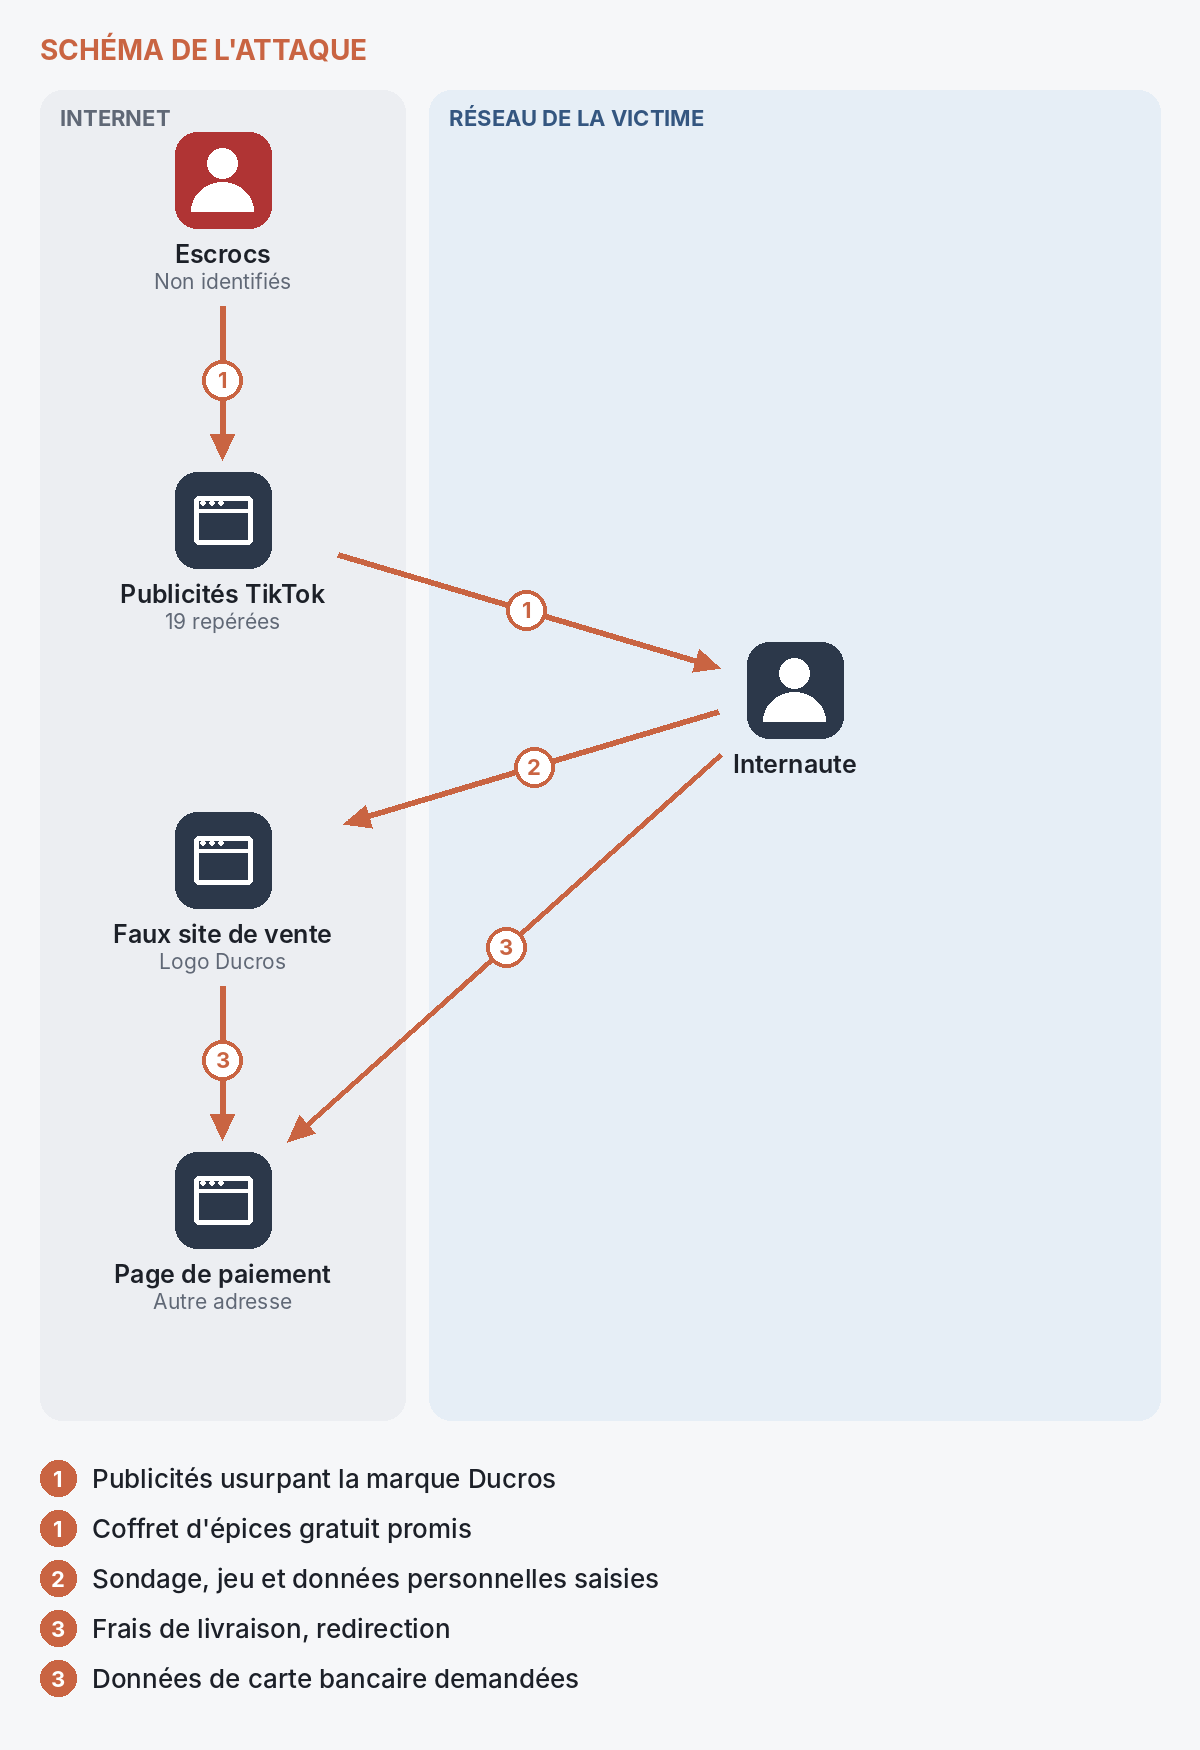 SCHÉMA DE L'ATTAQUE
INTERNET
RÉSEAU DE LA VICTIME
Escrocs
Non identifiés
1
Publicités TikTok
19 repérées
1
Internaute
2
Faux site de vente
Logo Ducros
3
3
Page de paiement
Autre adresse
1 Publicités usurpant la marque Ducros
1 Coffret d'épices gratuit promis
2 Sondage, jeu et données personnelles saisies
3 Frais de livraison, redirection
3 Données de carte bancaire demandées